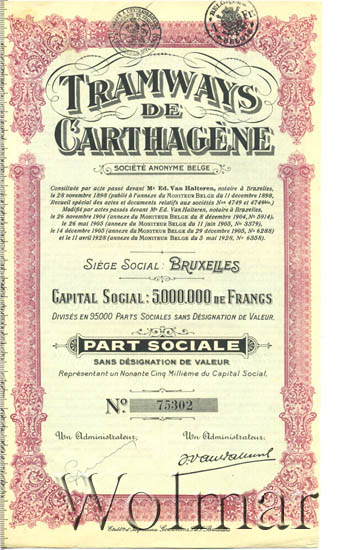 TRAMWAYS
DE
CARTHAGÈNE
SOCIÉTÉ ANONYME BELGE
Constituée par acte passé devant Me Ed. Van Halteren, notaire à Bruxelles,
le 28 novembre 1898 (publié à l'annexe du MONITEUR BELGE du 11 décembre 1898,
Recueil spécial des actes et documents relatifs aux sociétés Nos 4749 et 4749bis.)
Modifié par actes passés devant Me Ed. Van Halteren, notaire à Bruxelles,
le 26 novembre 1904 (annexe du MONITEUR BELGE du 8 décembre 1904, No 5914).
le 26 mai 1905 (annexe du MONITEUR BELGE du 11 juin 1905, No 3379),
le 14 décembre 1905 (annexe du MONITEUR BELGE du 29 décembre 1905, No 6288)
et le 11 avril 1928 (annexe du MONITEUR BELGE du 3 mai 1928, No 6358).
SIÈGE SOCIAL: BRUXELLES
CAPITAL SOCIAL: 5.000.000 DE FRANGS
DIVISÉS EN 95000 PARTS SOCIALES SANS DÉSIGNATION DE VALEUR.
PART SOCIALE
SANS DÉSIGNATION DE VALEUR
Représentant un Nonante Cinq Millième du Capital Social.
No 75302
Un Administrateur, Un Administrateur,
Wolmar